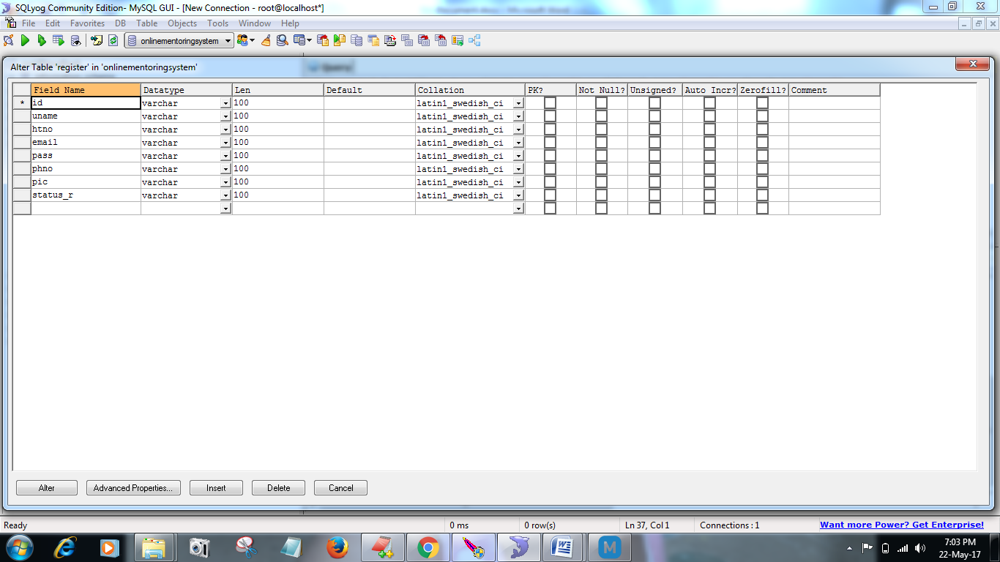 SQLyog Community Edition- MySQL GUI - [New Connection - root@localhost*]
File Edit Favorites DB Table Objects Tools Window Help
onlinementoringsystem
Alter Table 'register' in 'onlinementoringsystem'
Query
Field Name Datatype Len Default Collation PK? Not Null? Unsigned? Auto Incr? Zerofill? Comment
* id varchar 100 latin1_swedish_ci
uname varchar 100 latin1_swedish_ci
htno varchar 100 latin1_swedish_ci
email varchar 100 latin1_swedish_ci
pass varchar 100 latin1_swedish_ci
phno varchar 100 latin1_swedish_ci
pic varchar 100 latin1_swedish_ci
status_r varchar 100 latin1_swedish_ci
Alter Advanced Properties... Insert Delete Cancel
Ready 0 ms 0 row(s) Ln 37, Col 1 Connections : 1 Want more Power? Get Enterprise!
7:03 PM
22-May-17